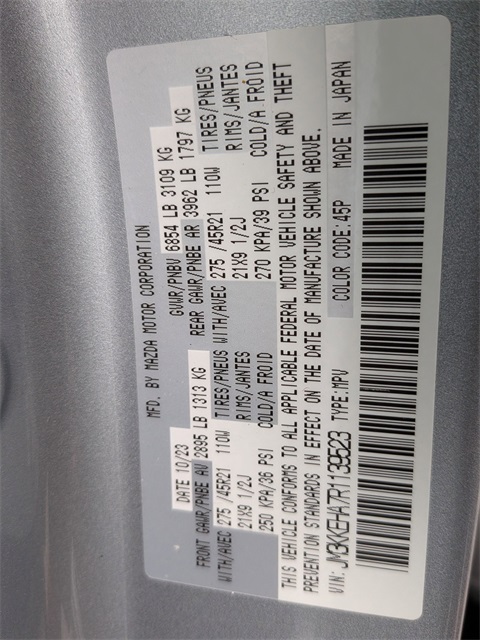 MFD. BY MAZDA MOTOR CORPORATION
DATE 10/23 GVWR/PNBV 6854 LB 3109 KG
FRONT GAWR/PNBE AV 2895 LB 1313 KG REAR GAWR/PNBE AR 3962 LB 1797 KG
WITH/AVEC 275 /45R21 110W TIRES/PNEUS WITH/AVEC 275 /45R21 110W TIRES/PNEUS
21X9 1/2J RIMS/JANTES 21X9 1/2J RIMS/JANTES
250 KPA/36 PSI COLD/A FROID 270 KPA/39 PSI COLD/A.FROID
THIS VEHICLE CONFORMS TO ALL APPLICABLE FEDERAL MOTOR VEHICLE SAFETY AND THEFT
PREVENTION STANDARDS IN EFFECT ON THE DATE OF MANUFACTURE SHOWN ABOVE.
VIN: JM3KKEHA7R1139523 TYPE:MPV COLOR CODE:45P MADE IN JAPAN